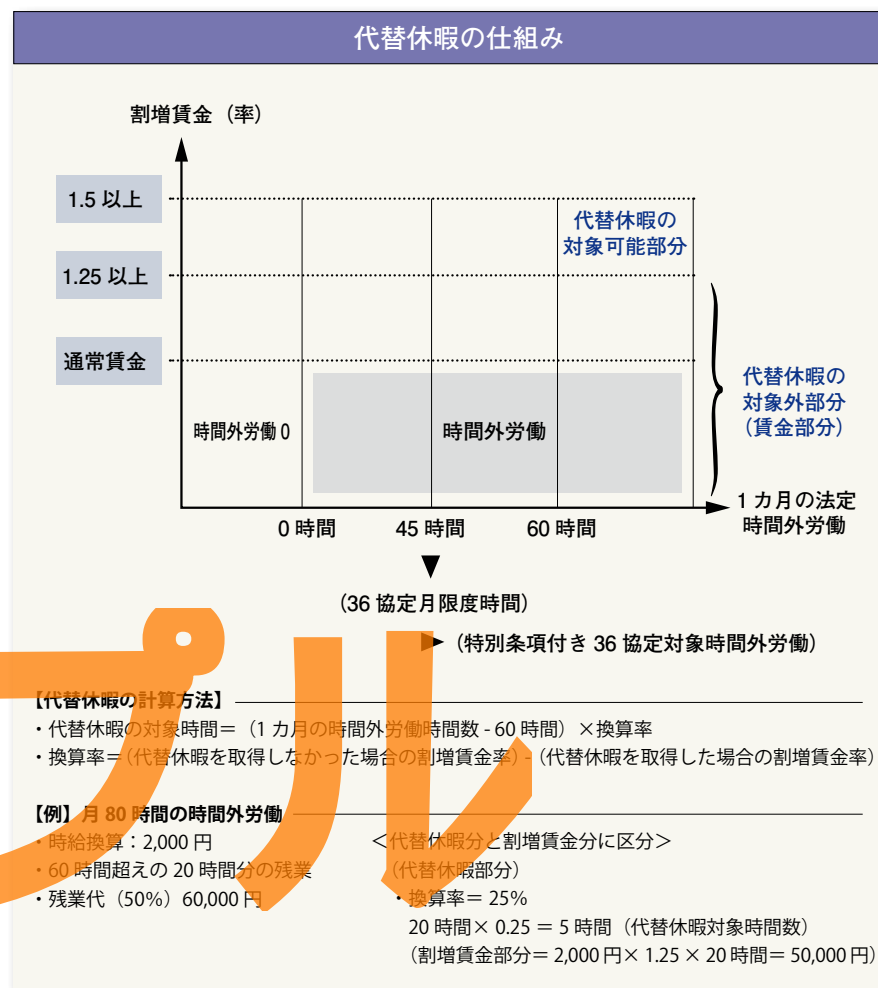 代替休暇の仕組み
割増賃金（率）
1.5 以上
1.25 以上
通常賃金
代替休暇の
対象可能部分
代替休暇の
対象外部分
（賃金部分）
時間外労働 0
時間外労働
1 カ月の法定
時間外労働
0 時間
45 時間
60 時間
（36 協定月限度時間）
（特別条項付き 36 協定対象時間外労働）
【代替休暇の計算方法】
・代替休暇の対象時間＝（1 カ月の時間外労働時間数 - 60 時間）×換算率
・換算率＝（代替休暇を取得しなかった場合の割増賃金率）-（代替休暇を取得した場合の割増賃金率）
【例】月 80 時間の時間外労働
・時給換算：2,000 円
・60 時間超えの 20 時間分の残業
・残業代（50%）60,000 円
＜代替休暇分と割増賃金分に区分＞
（代替休暇部分）
・換算率＝ 25%
20 時間× 0.25 ＝ 5 時間（代替休暇対象時間数）
（割増賃金部分＝ 2,000 円× 1.25 × 20 時間＝ 50,000 円）
プル